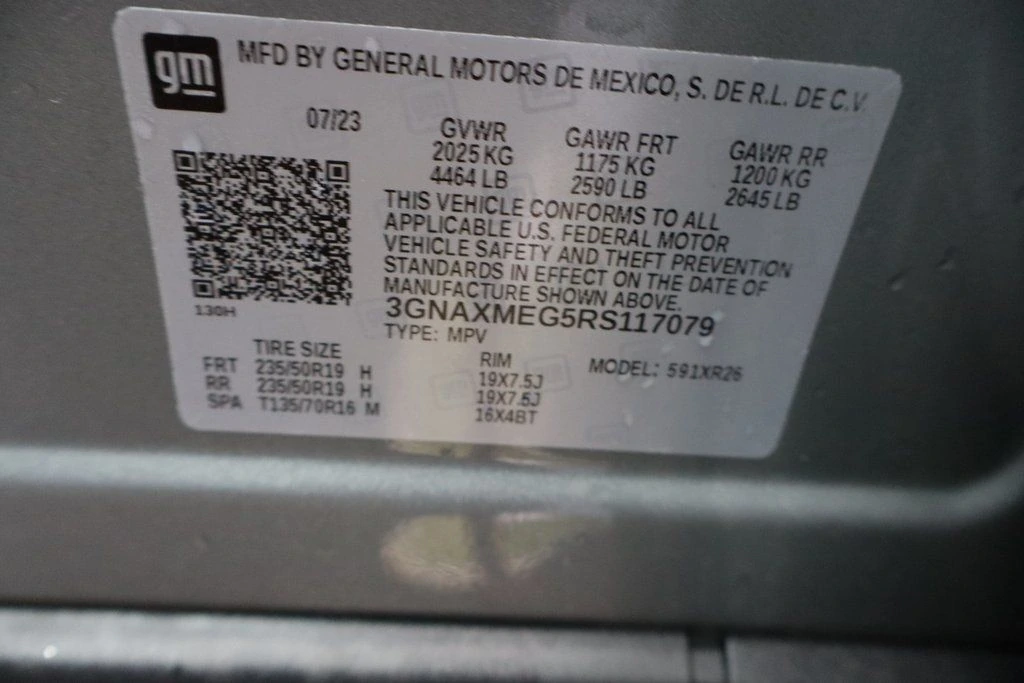 gm
MFD BY GENERAL MOTORS DE MEXICO, S. DE R.L. DE C.V.
07/23
GVWR
2025 KG
4464 LB
GAWR FRT
1175 KG
2590 LB
GAWR RR
1200 KG
2645 LB
THIS VEHICLE CONFORMS TO ALL
APPLICABLE U.S. FEDERAL MOTOR
VEHICLE SAFETY AND THEFT PREVENTION
STANDARDS IN EFFECT ON THE DATE OF
MANUFACTURE SHOWN ABOVE.
130H
3GNAXMEG5RS117079
TYPE: MPV
MODEL: 591XR26
TIRE SIZE RIM
FRT 235/50R19 H 19X7.5J
RR 235/50R19 H 19X7.5J
SPA T135/70R16 M 16X4BT